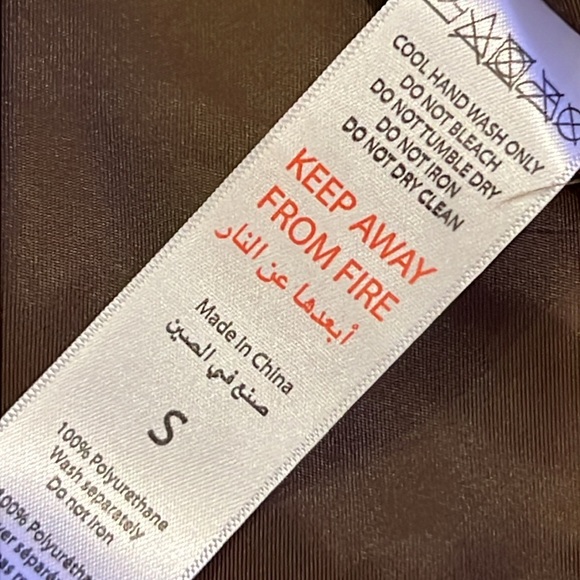 COOL HAND WASH ONLY
DO NOT BLEACH
DO NOT TUMBLE DRY
DO NOT IRON
DO NOT DRY CLEAN
KEEP AWAY
FROM FIRE
أبعدها عن النار
Made In China
صنع في الصين
S
100% Polyurethane
Wash separately
Do not Iron